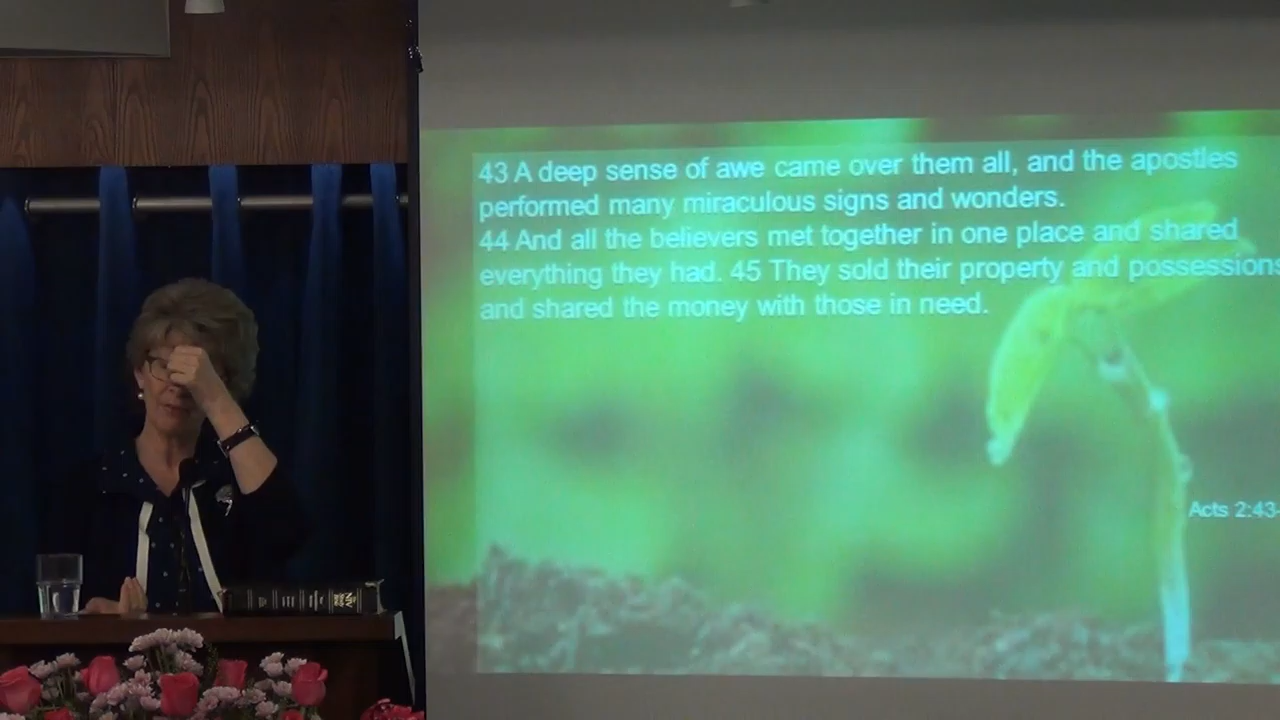 43 A deep sense of awe came over them all, and the apostles
performed many miraculous signs and wonders.
44 And all the believers met together in one place and shared
everything they had. 45 They sold their property and possessions
and shared the money with those in need.
Acts 2:43-
NIV